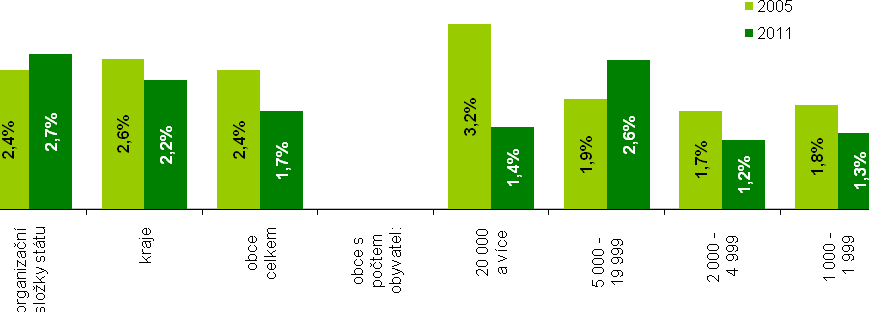 2005
2011
2,4%
2,7%
2,6%
2,2%
2,4%
1,7%
3,2%
1,4%
1,9%
2,6%
1,7%
1,2%
1,8%
1,3%
organizační
složky státu
kraje
obce
celkem
obce s
počtem
obyvatel:
20 000
a více
5 000 -
19 999
2 000 -
4 999
1 000 -
1 999